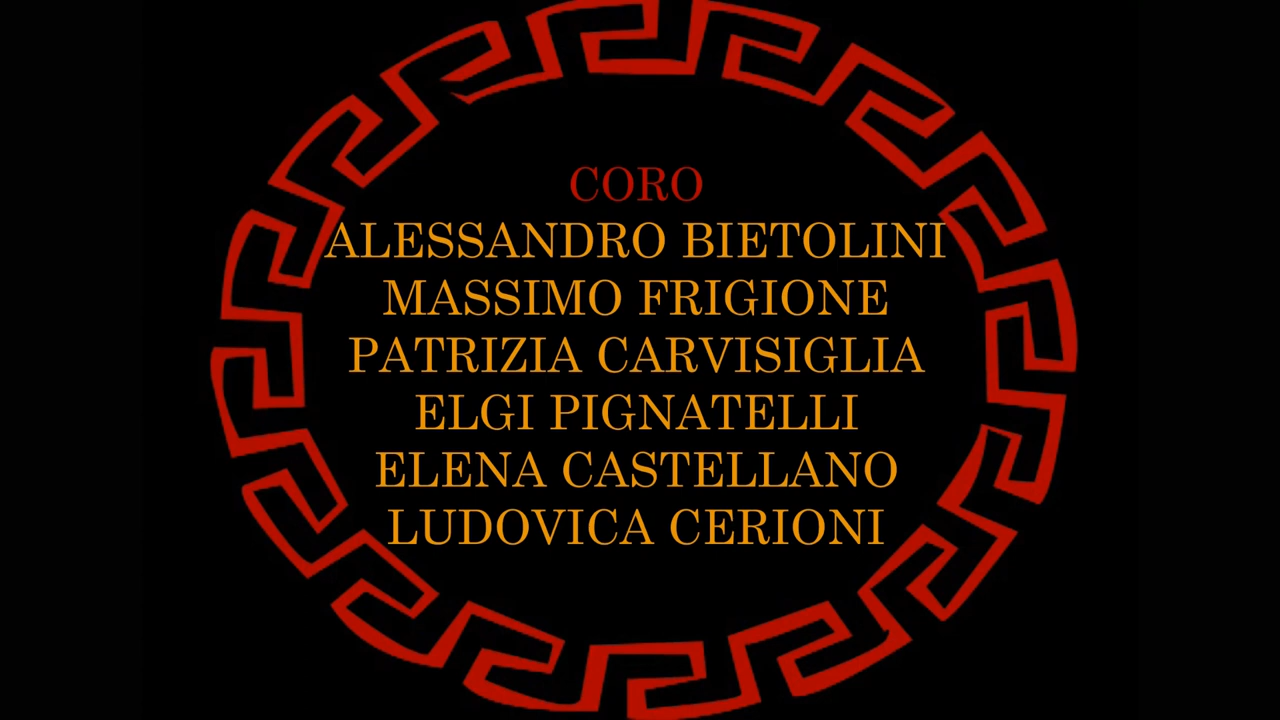 CORO
ALESSANDRO BIETOLINI
MASSIMO FRIGIONE
PATRIZIA CARVISIGLIA
ELGI PIGNATELLI
ELENA CASTELLANO
LUDOVICA CERIONI